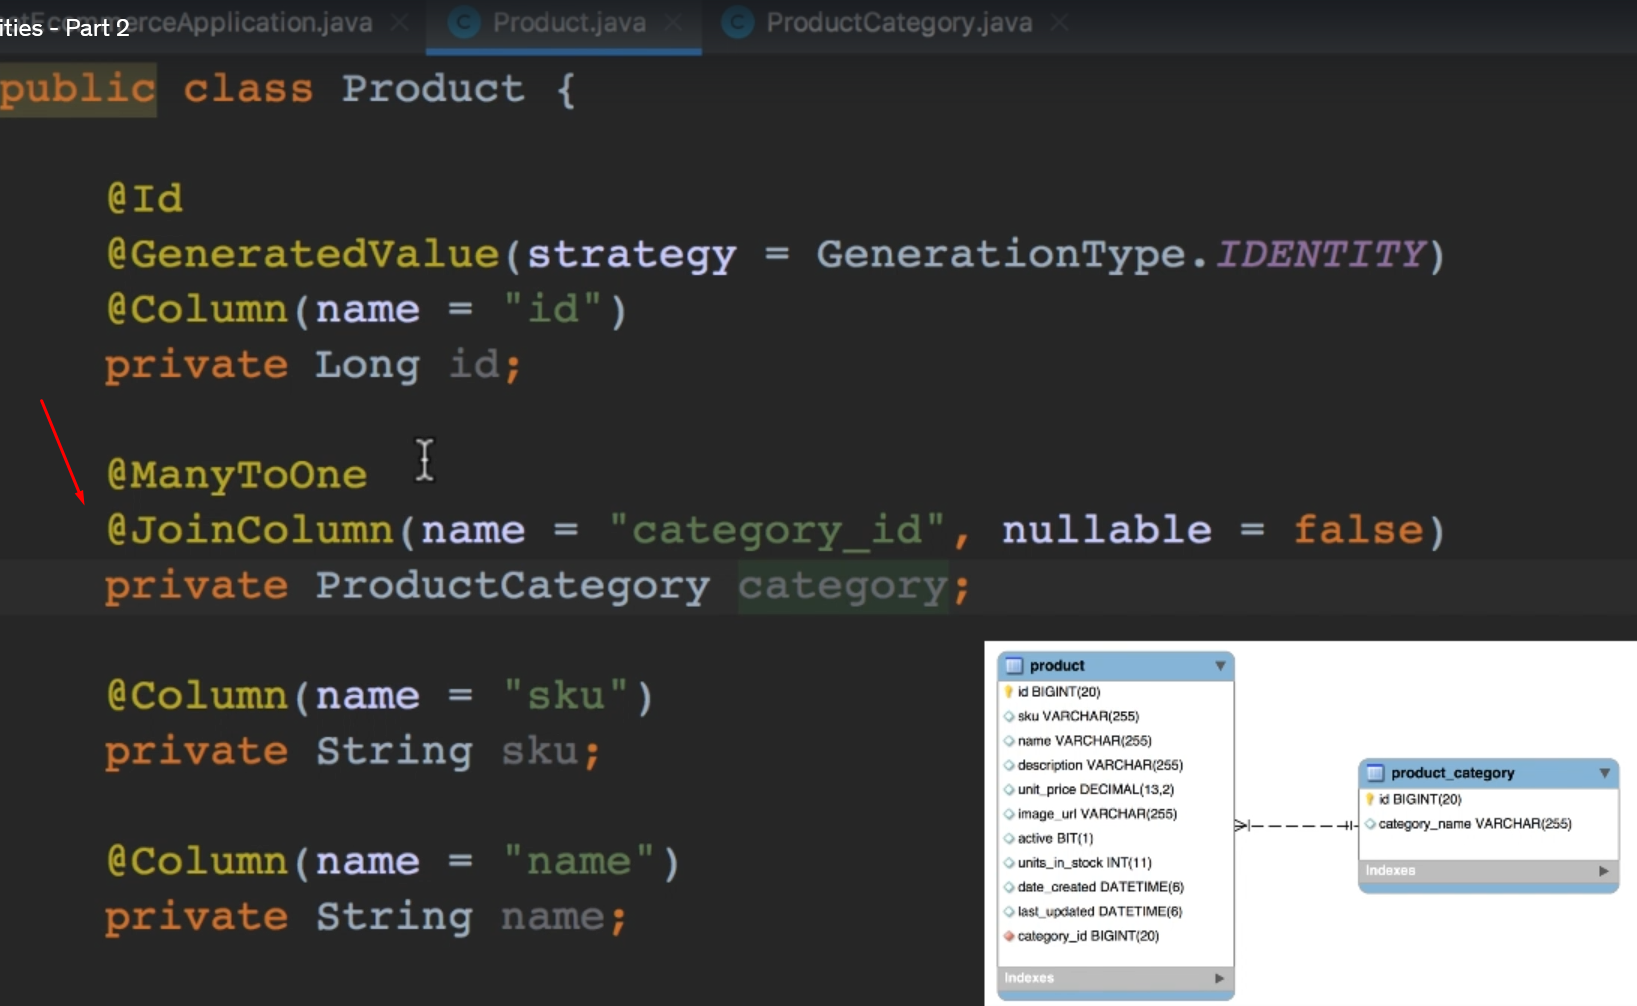 ities - Part 2
tEcommerceApplication.java
Product.java
ProductCategory.java
public class Product {
@Id
@GeneratedValue(strategy = GenerationType.IDENTITY)
@Column(name = "id")
private Long id;
@ManyToOne
@JoinColumn(name = "category_id", nullable = false)
private ProductCategory category;
@Column(name = "sku")
private String sku;
@Column(name = "name")
private String name;
product
id BIGINT(20)
sku VARCHAR(255)
name VARCHAR(255)
description VARCHAR(255)
unit_price DECIMAL(13,2)
image_url VARCHAR(255)
active BIT(1)
units_in_stock INT(11)
date_created DATETIME(6)
last_updated DATETIME(6)
category_id BIGINT(20)
Indexes
product_category
id BIGINT(20)
category_name VARCHAR(255)
Indexes